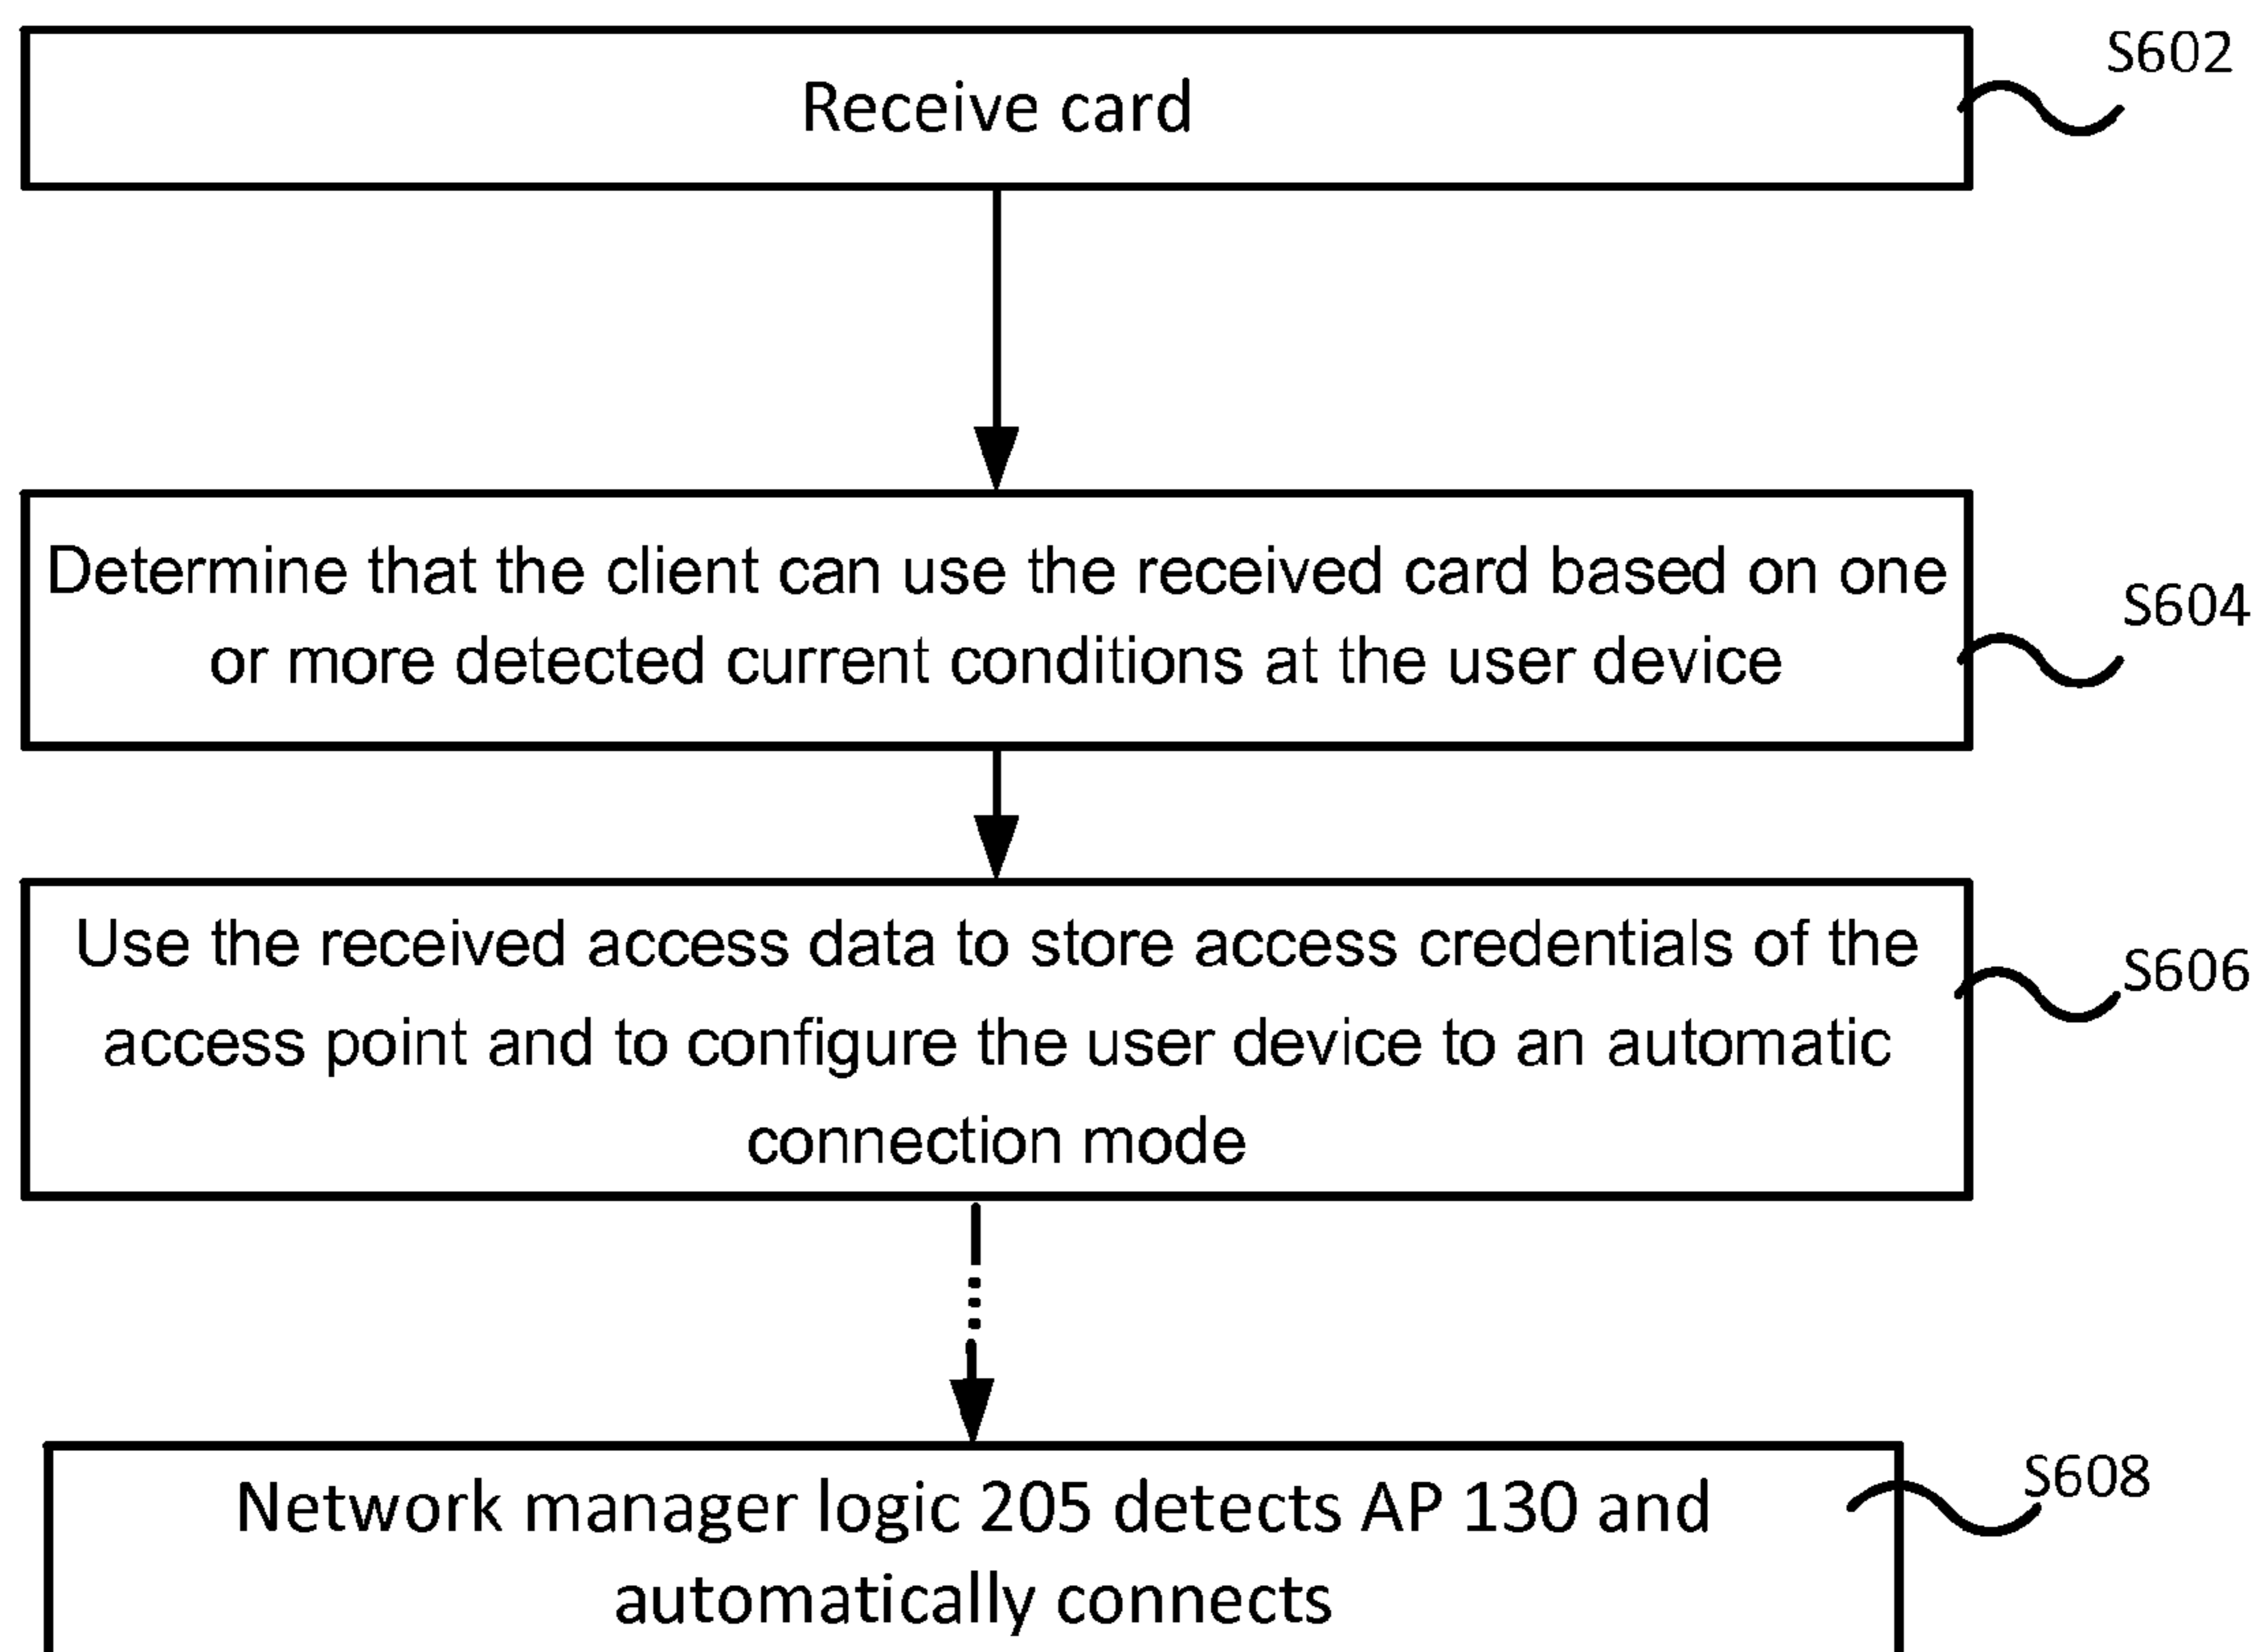 Receive card
S602
Determine that the client can use the received card based on one
or more detected current conditions at the user device
S604
Use the received access data to store access credentials of the
access point and to configure the user device to an automatic
connection mode
S606
Network manager logic 205 detects AP 130 and
automatically connects
S608